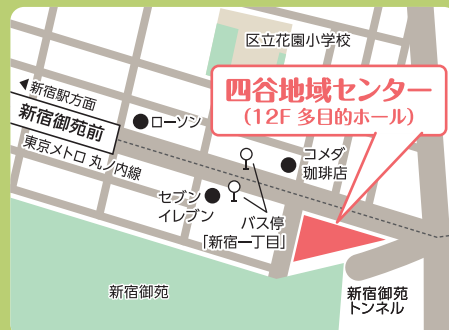 区立花園小学校
四谷地域センター
(12F 多目的ホール)
◀新宿駅方面
新宿御苑前
東京メトロ 丸ノ内線
ローソン
コメダ
珈琲店
セブン
イレブン
バス停
「新宿一丁目」
新宿御苑
新宿御苑
トンネル